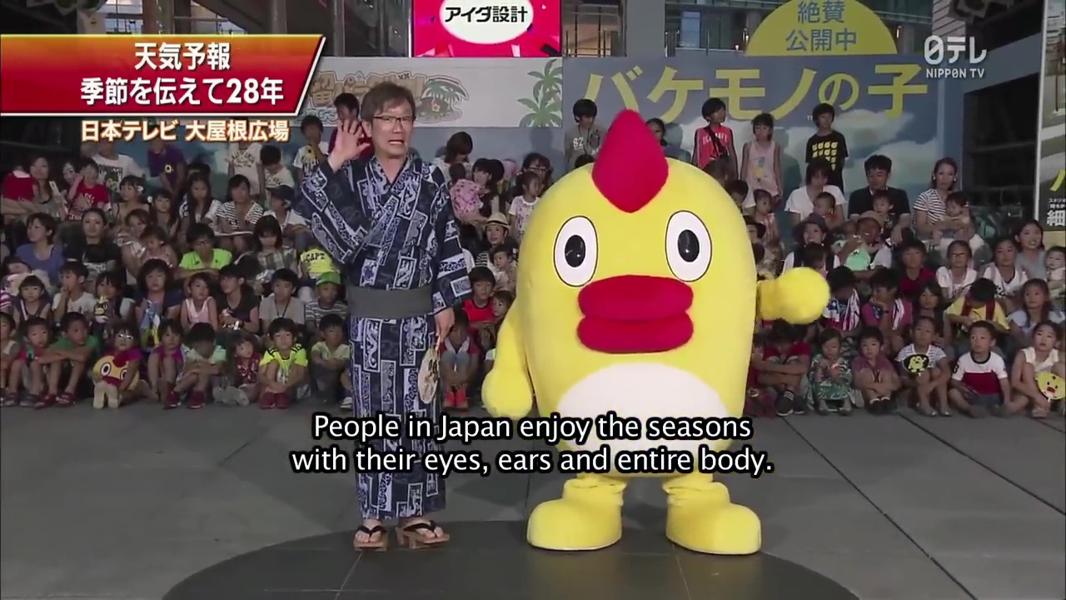 アイダ設計
絶賛
公開中
天気予報
季節を伝えて28年
日本テレビ 大屋根広場
日テレ
NIPPON TV
バケモノの子
People in Japan enjoy the seasons
with their eyes, ears and entire body.